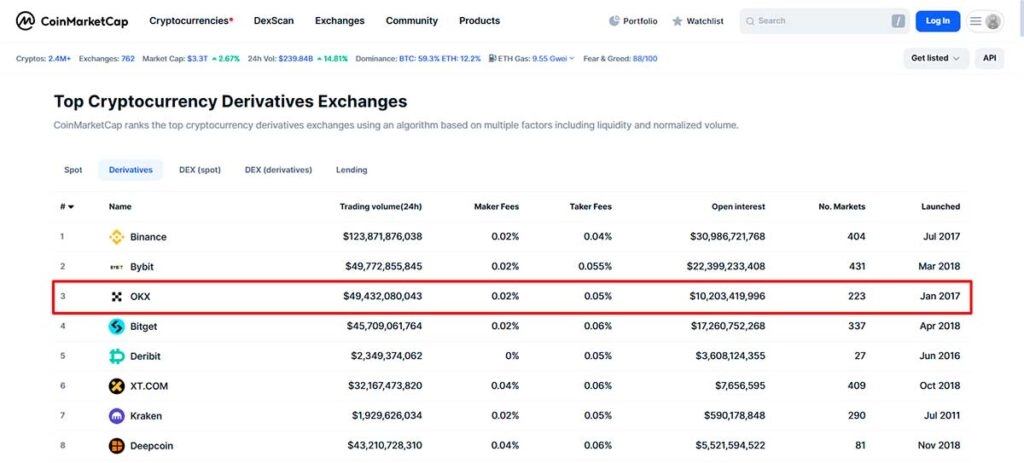 CoinMarketCap Cryptocurrencies DexScan Exchanges Community Products Portfolio Watchlist Search / Log In
Cryptos: 2.4M+ Exchanges: 762 Market Cap: $3.3T ▲ 2.67% 24h Vol: $239.84B ▲ 14.81% Dominance: BTC: 59.3% ETH: 12.2% ETH Gas: 9.55 Gwei Fear & Greed: 88/100 Get listed API
Top Cryptocurrency Derivatives Exchanges
CoinMarketCap ranks the top cryptocurrency derivatives exchanges using an algorithm based on multiple factors including liquidity and normalized volume.
Spot Derivatives DEX (spot) DEX (derivatives) Lending
# Name Trading volume(24h) Maker Fees Taker Fees Open interest No. Markets Launched
1 Binance $123,871,876,038 0.02% 0.04% $30,986,721,768 404 Jul 2017
2 BYBIT Bybit $49,772,855,845 0.02% 0.055% $22,399,233,408 431 Mar 2018
3 OKX $49,432,080,043 0.02% 0.05% $10,203,419,996 223 Jan 2017
4 Bitget $45,709,061,764 0.02% 0.06% $17,260,752,268 337 Apr 2018
5 Deribit $2,349,374,062 0% 0.05% $3,608,124,355 27 Jun 2016
6 XT.COM $32,167,473,820 0.04% 0.06% $7,656,595 409 Oct 2018
7 Kraken $1,929,626,034 0.02% 0.05% $590,178,848 290 Jul 2011
8 Deepcoin $43,210,728,310 0.04% 0.06% $5,521,594,522 81 Nov 2018